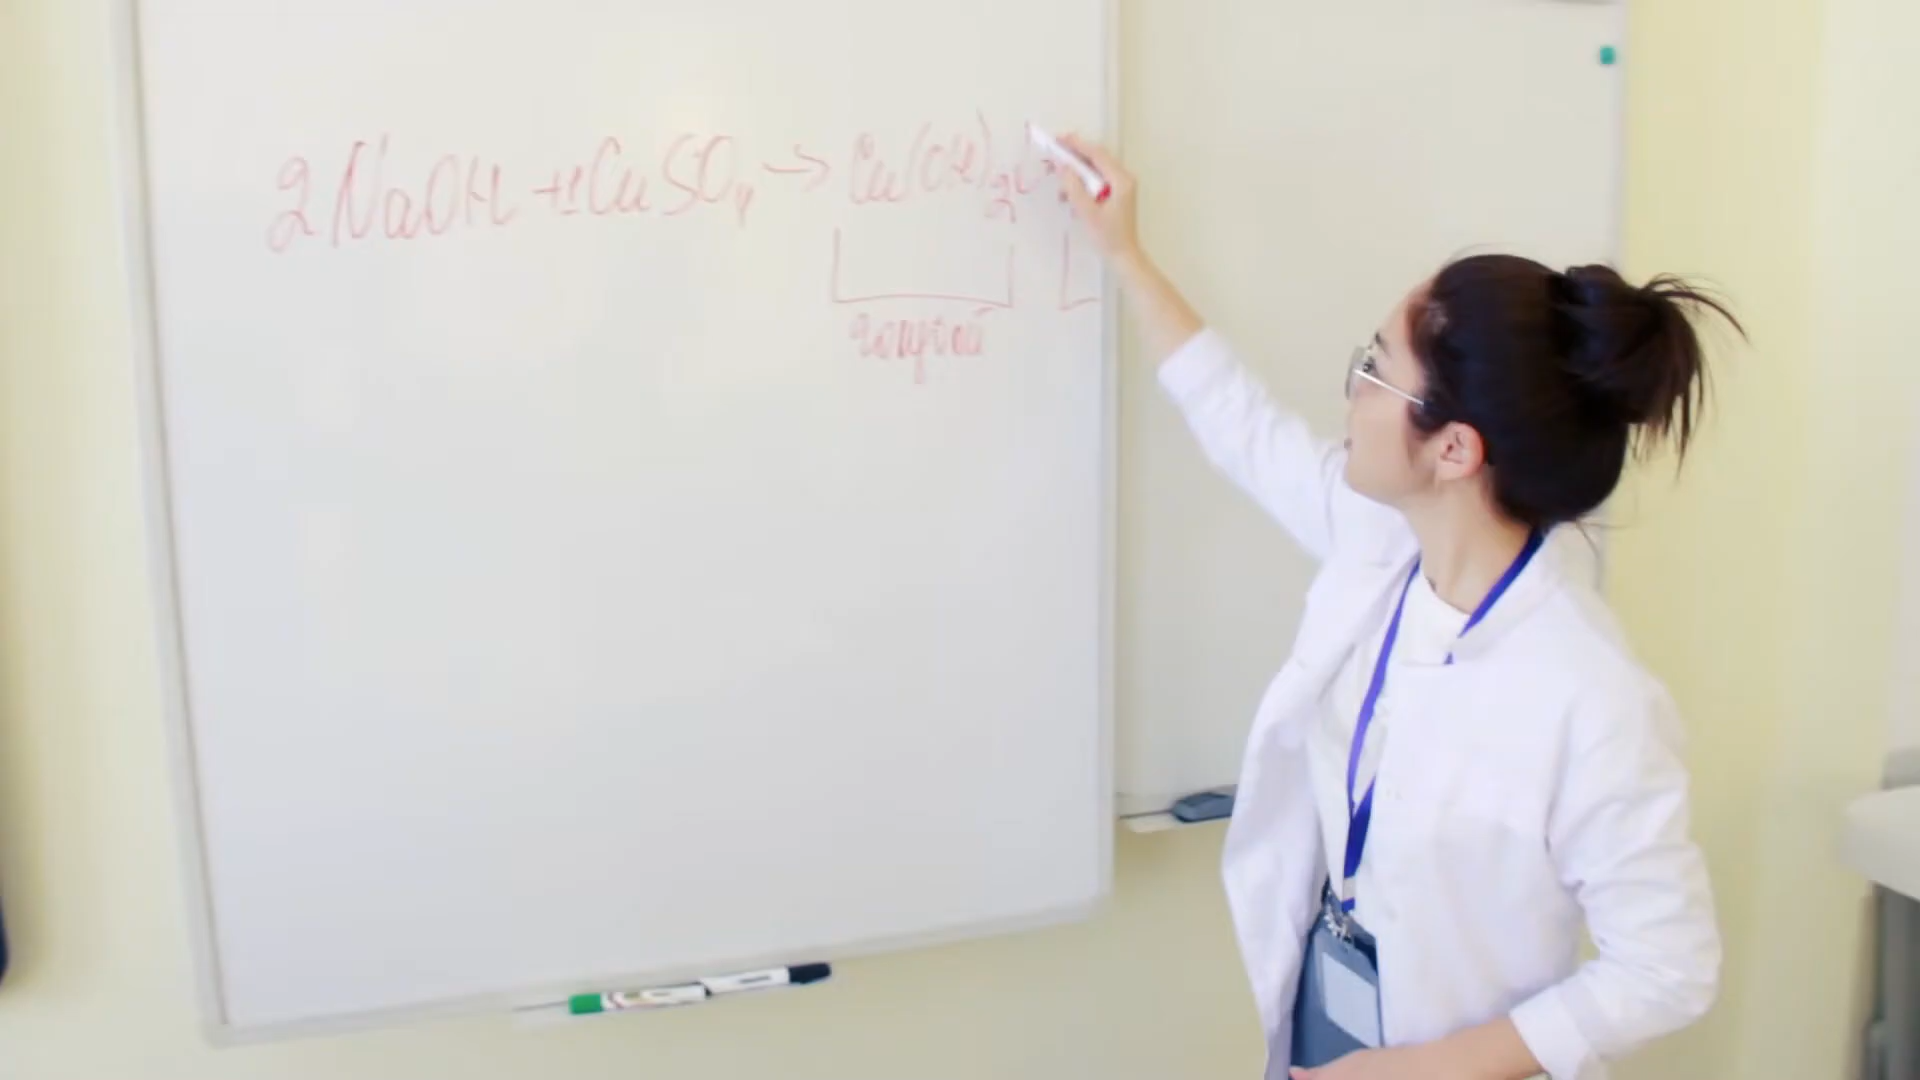 2NaOH + CuSO₄ → Cu(OH)₂
голубой